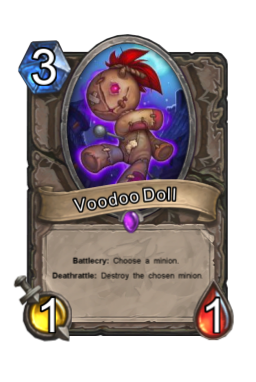 3
Voodoo Doll
Battlecry: Choose a minion.
Deathrattle: Destroy the chosen minion.
1 1